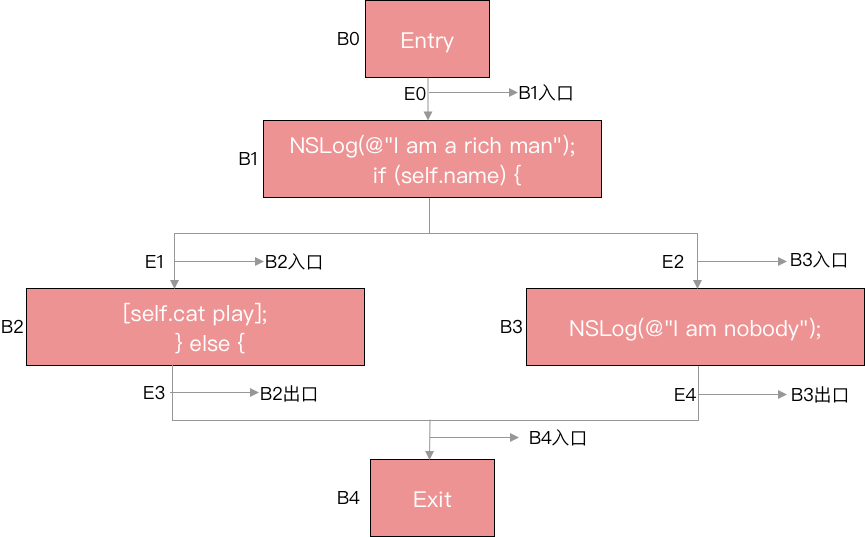 B0
Entry
E0
B1入口
B1
NSLog(@"I am a rich man");
if (self.name) {
E1
B2入口
E2
B3入口
B2
[self.cat play];
} else {
B3
NSLog(@"I am nobody");
E3
B2出口
E4
B3出口
B4入口
B4
Exit